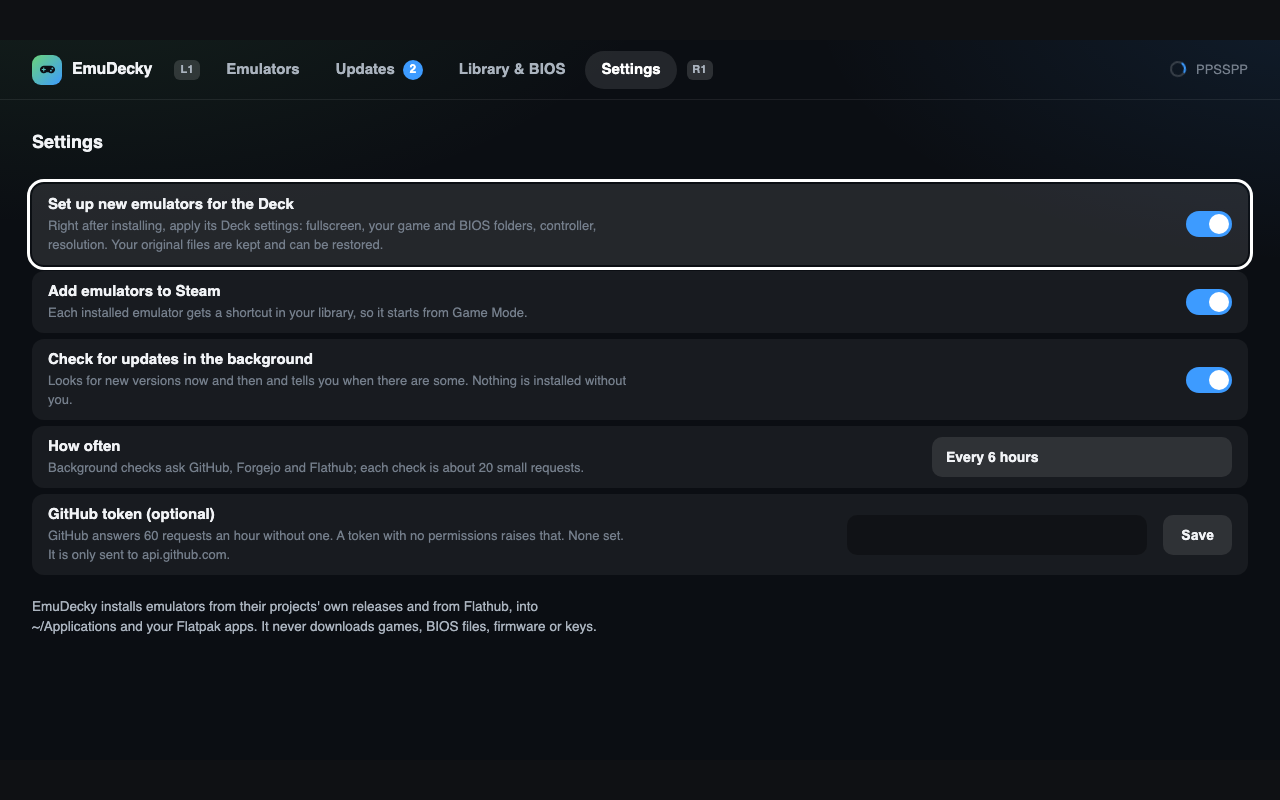 EmuDecky L1 Emulators Updates 2 Library & BIOS Settings R1 PPSSPP
Settings
Set up new emulators for the Deck
Right after installing, apply its Deck settings: fullscreen, your game and BIOS folders, controller,
resolution. Your original files are kept and can be restored.
Add emulators to Steam
Each installed emulator gets a shortcut in your library, so it starts from Game Mode.
Check for updates in the background
Looks for new versions now and then and tells you when there are some. Nothing is installed without
you.
How often
Background checks ask GitHub, Forgejo and Flathub; each check is about 20 small requests.
Every 6 hours
GitHub token (optional)
GitHub answers 60 requests an hour without one. A token with no permissions raises that. None set.
It is only sent to api.github.com.
Save
EmuDecky installs emulators from their projects' own releases and from Flathub, into
~/Applications and your Flatpak apps. It never downloads games, BIOS files, firmware or keys.